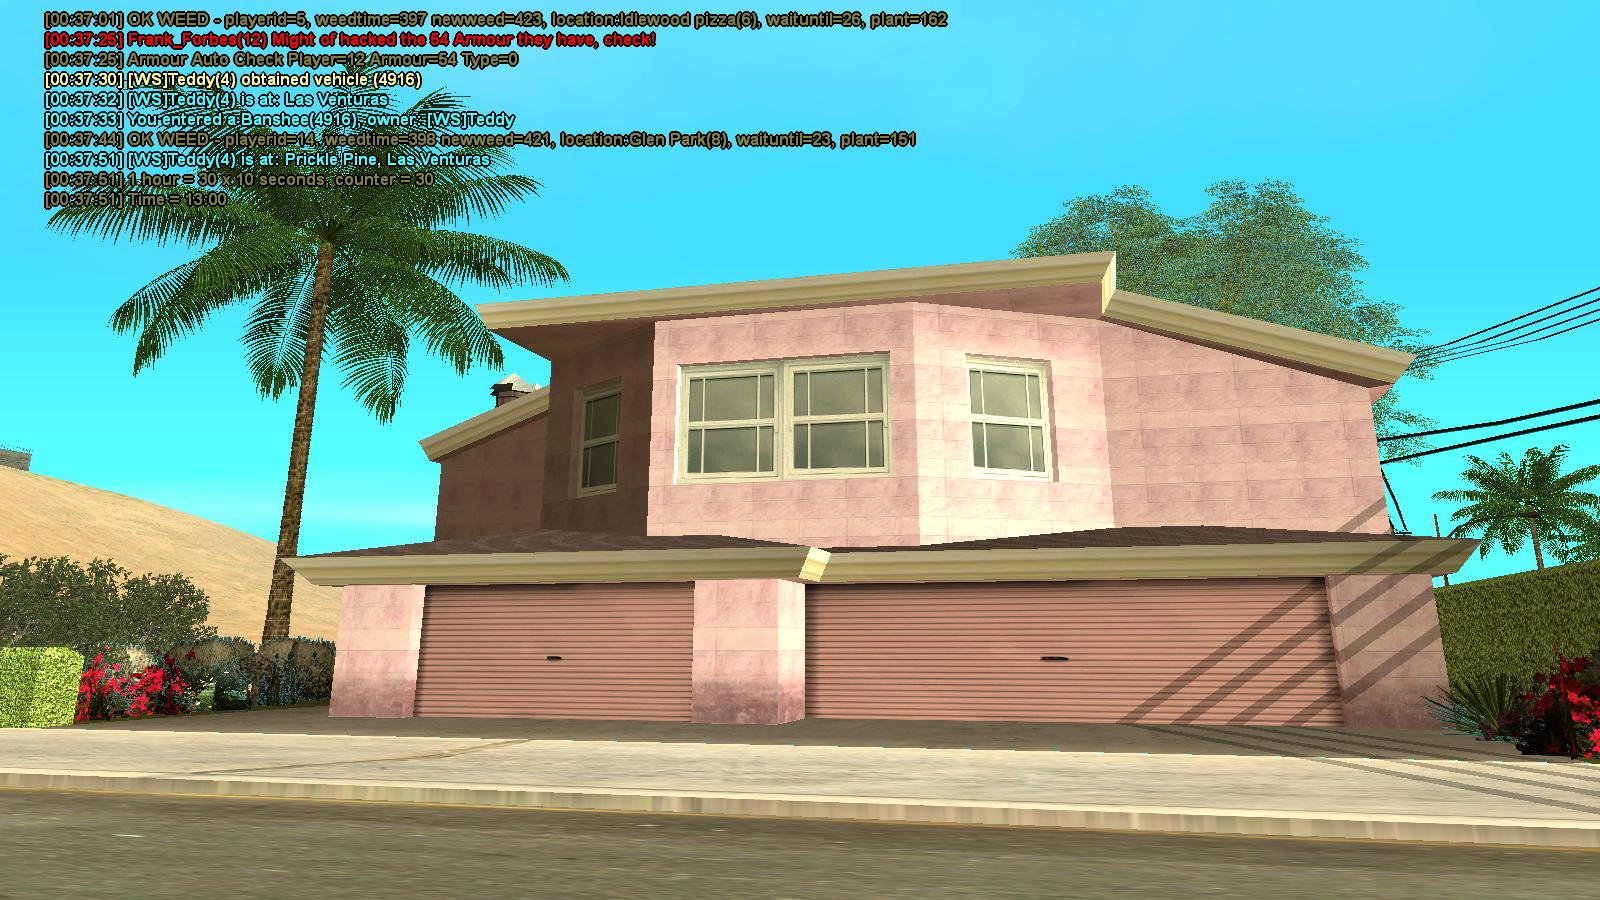 [00:37:01] OK WEED - playerid=5, weedtime=397 newweed=423, location:Idlewood pizza(6), waituntil=26, plant=162
[00:37:25] Frank_Forbes(12) Might of hacked the 54 Armour they have, check!
[00:37:25] Armour Auto Check Player=12 Armour=54 Type=0
[00:37:30] [WS]Teddy(4) obtained vehicle (4916)
[00:37:32] [WS]Teddy(4) is at: Las Venturas
[00:37:33] You entered a Banshee(4916), owner: [WS]Teddy
[00:37:44] OK WEED - playerid=14, weedtime=398 newweed=421, location:Glen Park(8), waituntil=23, plant=151
[00:37:51] [WS]Teddy(4) is at: Prickle Pine, Las Venturas
[00:37:51] 1 hour = 30 x 10 seconds, counter = 30
[00:37:51] Time = 13:00